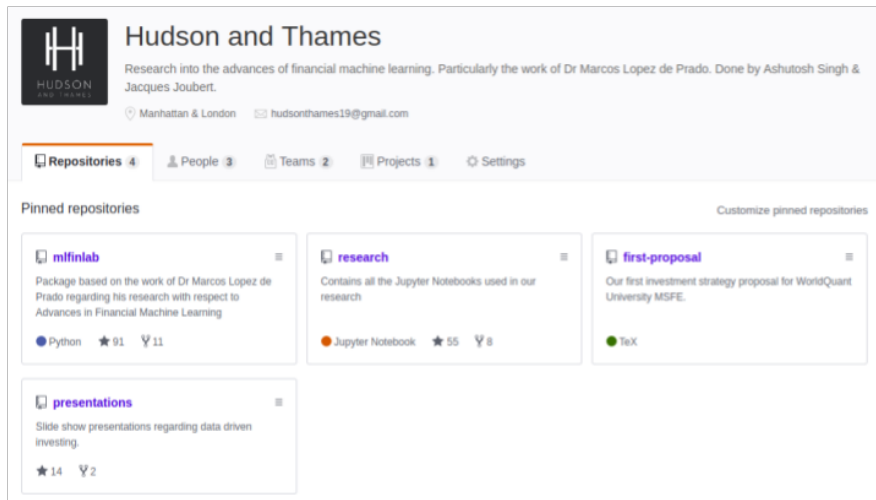 HUDSON
AND THAMES
Hudson and Thames
Research into the advances of financial machine learning. Particularly the work of Dr Marcos Lopez de Prado. Done by Ashutosh Singh &
Jacques Joubert.
Manhattan & London hudsonthames19@gmail.com
Repositories 4 People 3 Teams 2 Projects 1 Settings
Pinned repositories
Customize pinned repositories
mlfinlab
Package based on the work of Dr Marcos Lopez de
Prado regarding his research with respect to
Advances in Financial Machine Learning
Python 91 11
research
Contains all the Jupyter Notebooks used in our
research
Jupyter Notebook 55 8
first-proposal
Our first investment strategy proposal for WorldQuant
University MSFE.
TeX
presentations
Slide show presentations regarding data driven
investing.
14 2